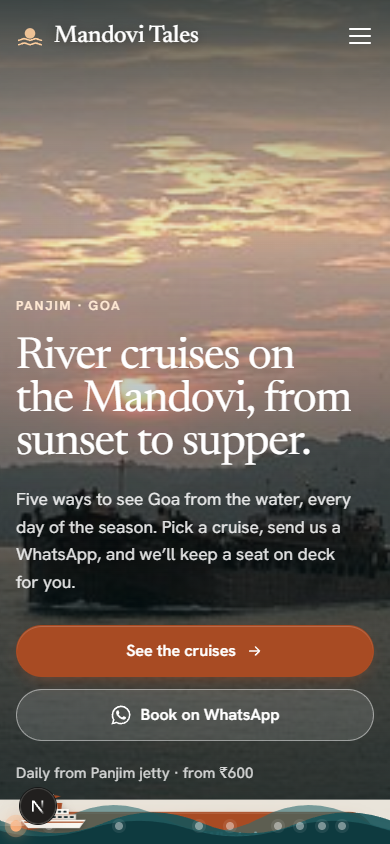 Mandovi Tales
PANJIM · GOA
River cruises on
the Mandovi, from
sunset to supper.
Five ways to see Goa from the water, every
day of the season. Pick a cruise, send us a
WhatsApp, and we’ll keep a seat on deck
for you.
See the cruises →
Book on WhatsApp
Daily from Panjim jetty · from ₹600
N